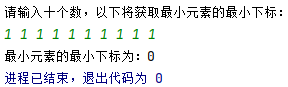 请输入十个数，以下将获取最小元素的最小下标：
1 1 1 1 1 1 1 1 1 1
最小元素的最小下标为：0
进程已结束，退出代码为 0